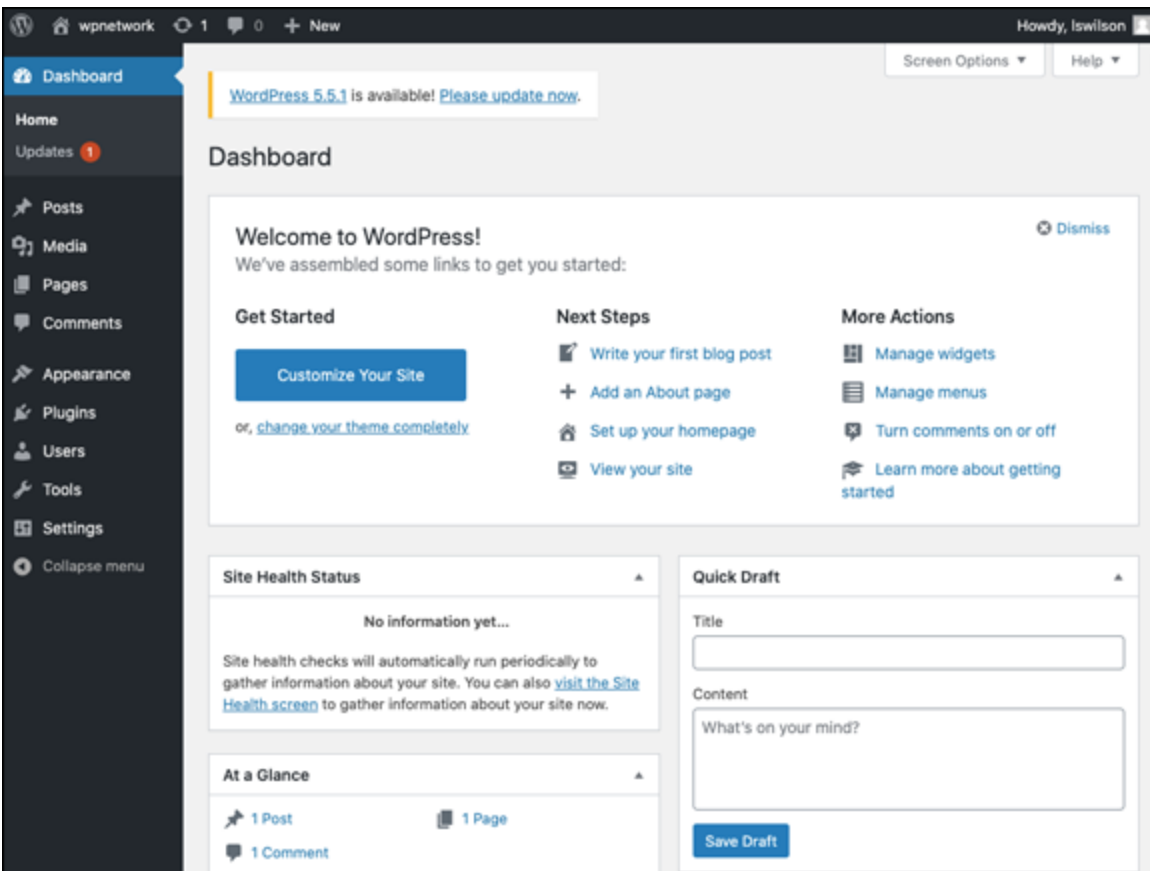 wpnetwork 1 0 + New Howdy, lswilson
Dashboard
Home
Updates 1
Posts
Media
Pages
Comments
Appearance
Plugins
Users
Tools
Settings
Collapse menu
Screen Options ▼ Help ▼
WordPress 5.5.1 is available! Please update now.
Dashboard
Welcome to WordPress!
Dismiss
We've assembled some links to get you started:
Get Started
Customize Your Site
or, change your theme completely
Next Steps
Write your first blog post
Add an About page
Set up your homepage
View your site
More Actions
Manage widgets
Manage menus
Turn comments on or off
Learn more about getting
started
Site Health Status
No information yet...
Site health checks will automatically run periodically to
gather information about your site. You can also visit the Site
Health screen to gather information about your site now.
At a Glance
1 Post 1 Page
1 Comment
Quick Draft
Title
Content
What's on your mind?
Save Draft